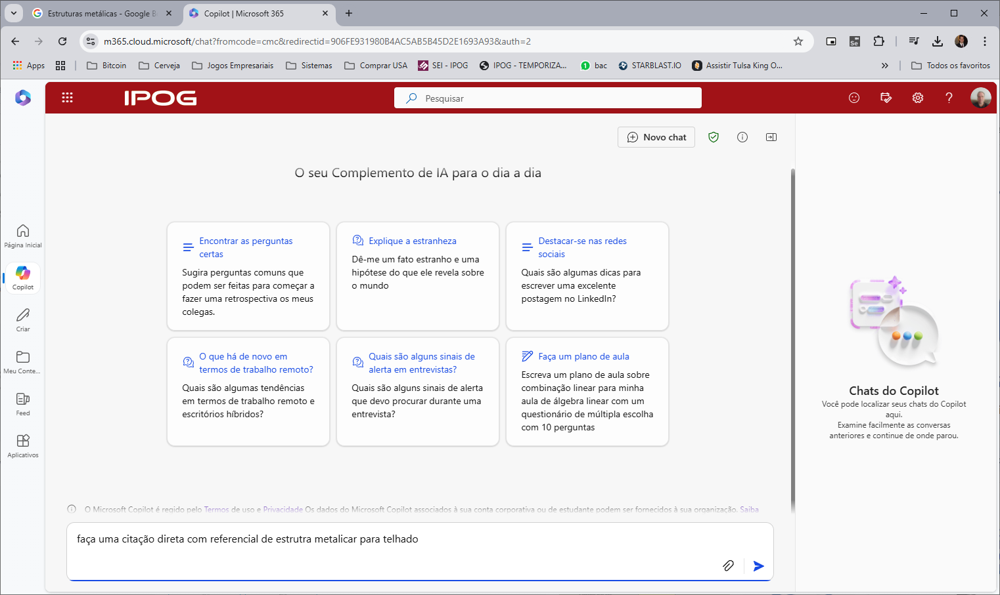 Estruturas metálicas - Google B
Copilot | Microsoft 365
m365.cloud.microsoft/chat?fromcode=cmc&redirectid=906FE931980B4AC5AB5B45D2E1693A93&auth=2
Apps
Bitcoin
Cerveja
Jogos Empresariais
Sistemas
Comprar USA
SEI - IPOG
IPOG - TEMPORIZA...
1
bac
STARBLAST.IO
Assistir Tulsa King O...
Todos os favoritos
Se
IPOG
Pesquisar
Novo chat
O seu Complemento de IA para o dia a dia
Página Inicial
Copilot
Criar
Meu Conte...
Feed
Aplicativos
Encontrar as perguntas
certas
Sugira perguntas comuns que
podem ser feitas para começar a
fazer uma retrospectiva os meus
colegas.
Explique a estranheza
Dê-me um fato estranho e uma
hipótese do que ele revela sobre
o mundo
Destacar-se nas redes
sociais
Quais são algumas dicas para
escrever uma excelente
postagem no LinkedIn?
O que há de novo em
termos de trabalho remoto?
Quais são algumas tendências
em termos de trabalho remoto e
escritórios híbridos?
Quais são alguns sinais de
alerta em entrevistas?
Quais são alguns sinais de alerta
que devo procurar durante uma
entrevista?
Faça um plano de aula
Escreva um plano de aula sobre
combinação linear para minha
aula de álgebra linear com um
questionário de múltipla escolha
com 10 perguntas
Chats do Copilot
Você pode localizar seus chats do Copilot
aqui.
Examine facilmente as conversas
anteriores e continue de onde parou.
O Microsoft Copilot é regido pelo Termos de uso e Privacidade Os dados do Microsoft Copilot associados à sua conta corporativa ou de estudante podem ser fornecidos à sua organização. Saiba
faça uma citação direta com referencial de estrutra metalicar para telhado